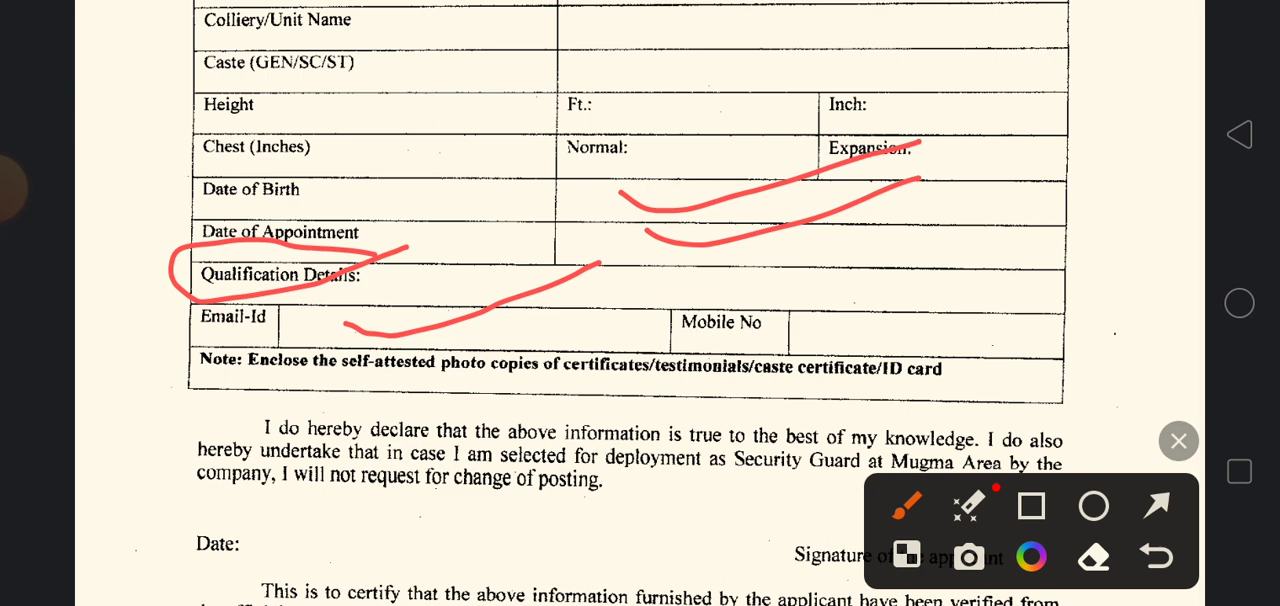 Colliery/Unit Name
Caste (GEN/SC/ST)
Height Ft.: Inch:
Chest (Inches) Normal: Expansion:
Date of Birth
Date of Appointment
Qualification Details:
Email-Id Mobile No
Note: Enclose the self-attested photo copies of certificates/testimonials/caste certificate/ID card
I do hereby declare that the above information is true to the best of my knowledge. I do also
hereby undertake that in case I am selected for deployment as Security Guard at Mugma Area by the
company, I will not request for change of posting.
Date:
Signature of
This is to certify that the above information furnished by the applicant have been verified from